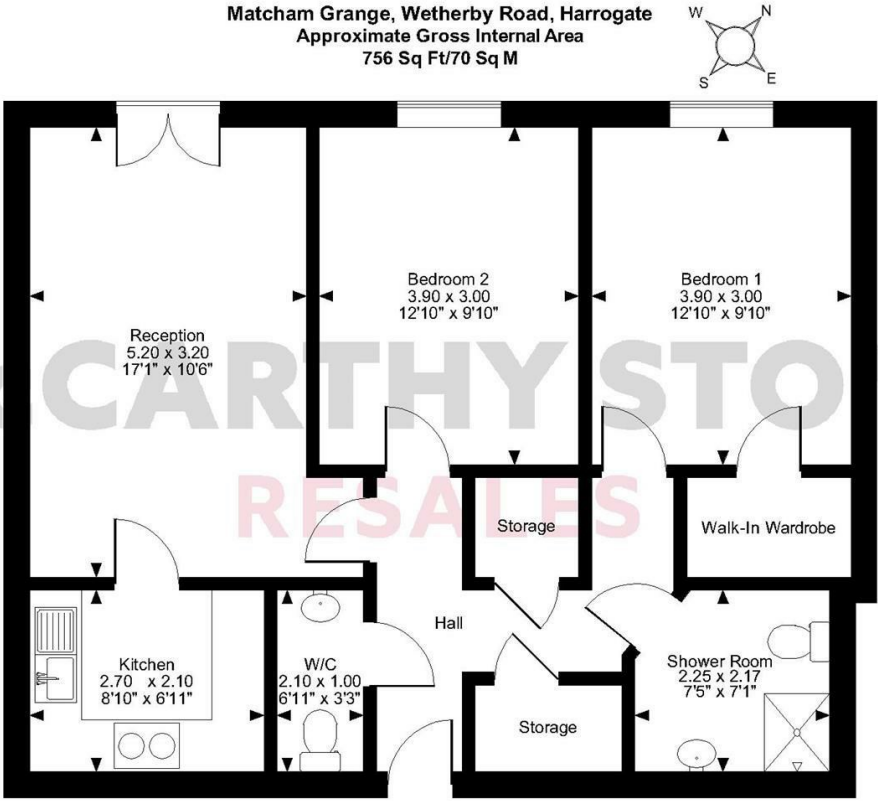 Matcham Grange, Wetherby Road, Harrogate
Approximate Gross Internal Area
756 Sq Ft/70 Sq M
W
N
S
E
Bedroom 2
3.90 x 3.00
12'10" x 9'10"
Bedroom 1
3.90 x 3.00
12'10" x 9'10"
Reception
5.20 x 3.20
17'1" x 10'6"
CARTHY STO
RESALES
Storage
Walk-In Wardrobe
Hall
Kitchen
2.70 x 2.10
8'10" x 6'11"
W/C
2.10 x 1.00
6'11" x 3'3"
Shower Room
2.25 x 2.17
7'5" x 7'1"
Storage